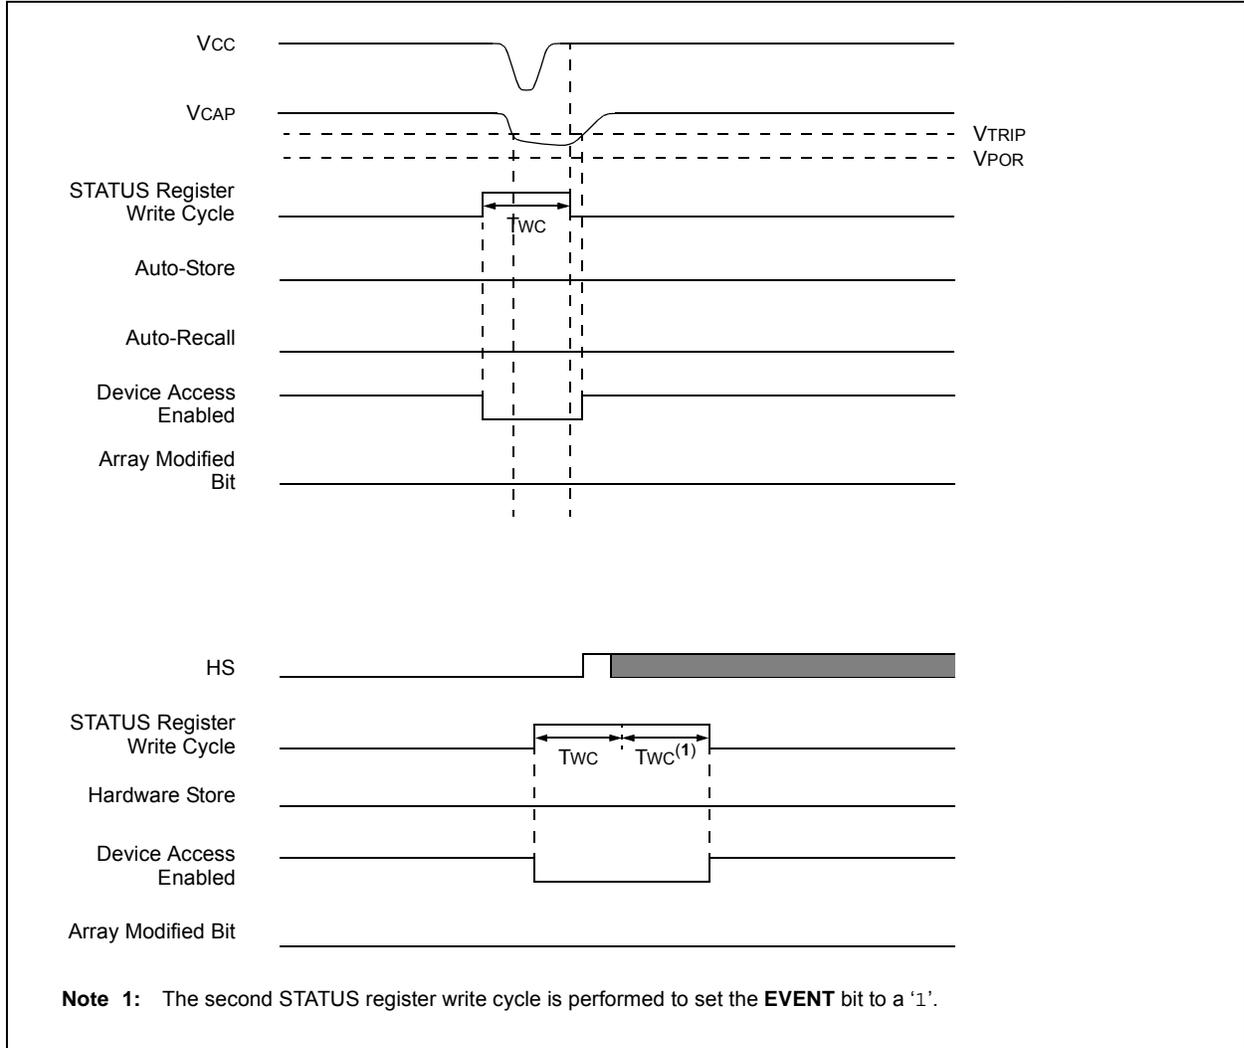 VCC
VCAP
VTRIP
VPOR
STATUS Register
Write Cycle
TWC
Auto-Store
Auto-Recall
Device Access
Enabled
Array Modified
Bit
HS
STATUS Register
Write Cycle
TWC TWC(1)
Hardware Store
Device Access
Enabled
Array Modified Bit
Note 1: The second STATUS register write cycle is performed to set the EVENT bit to a ‘1’.